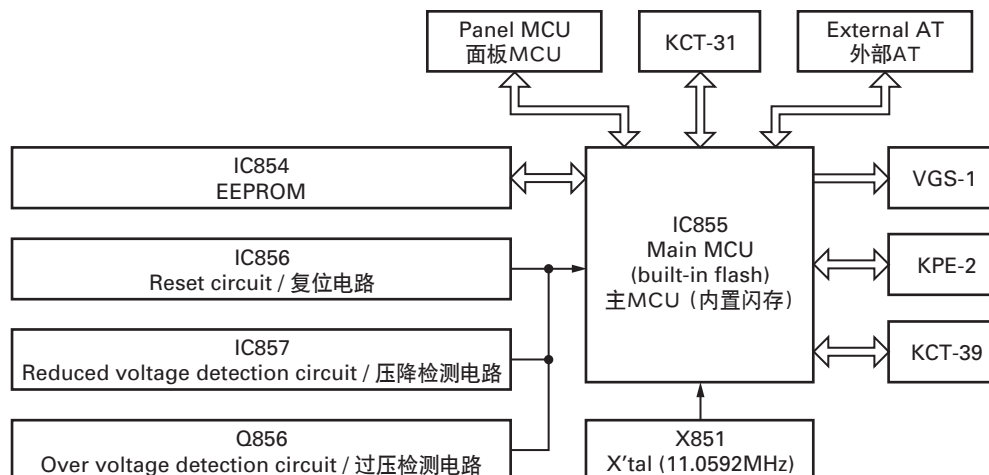 Panel MCU
面板MCU
KCT-31
External AT
外部AT
IC854
EEPROM
IC856
Reset circuit / 复位电路
IC857
Reduced voltage detection circuit / 压降检测电路
Q856
Over voltage detection circuit / 过压检测电路
IC855
Main MCU
(built-in flash)
主MCU（内置闪存）
X851
X'tal (11.0592MHz)
VGS-1
KPE-2
KCT-39